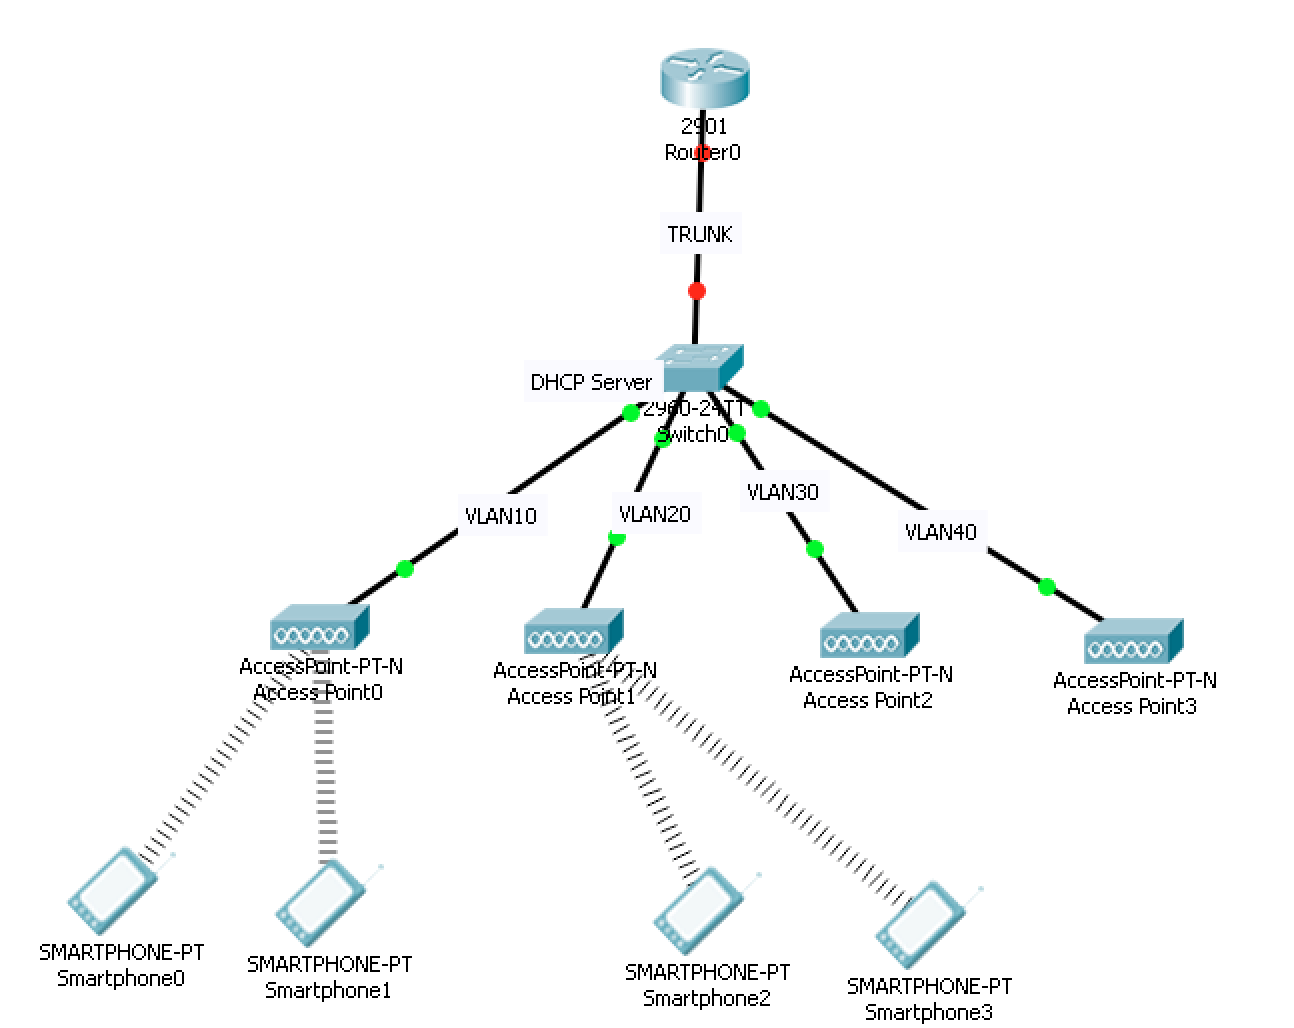 2901
Router0
TRUNK
DHCP Server
2960-24TT
Switch0
VLAN10
VLAN20
VLAN30
VLAN40
AccessPoint-PT-N
Access Point0
AccessPoint-PT-N
Access Point1
AccessPoint-PT-N
Access Point2
AccessPoint-PT-N
Access Point3
SMARTPHONE-PT
Smartphone0
SMARTPHONE-PT
Smartphone1
SMARTPHONE-PT
Smartphone2
SMARTPHONE-PT
Smartphone3